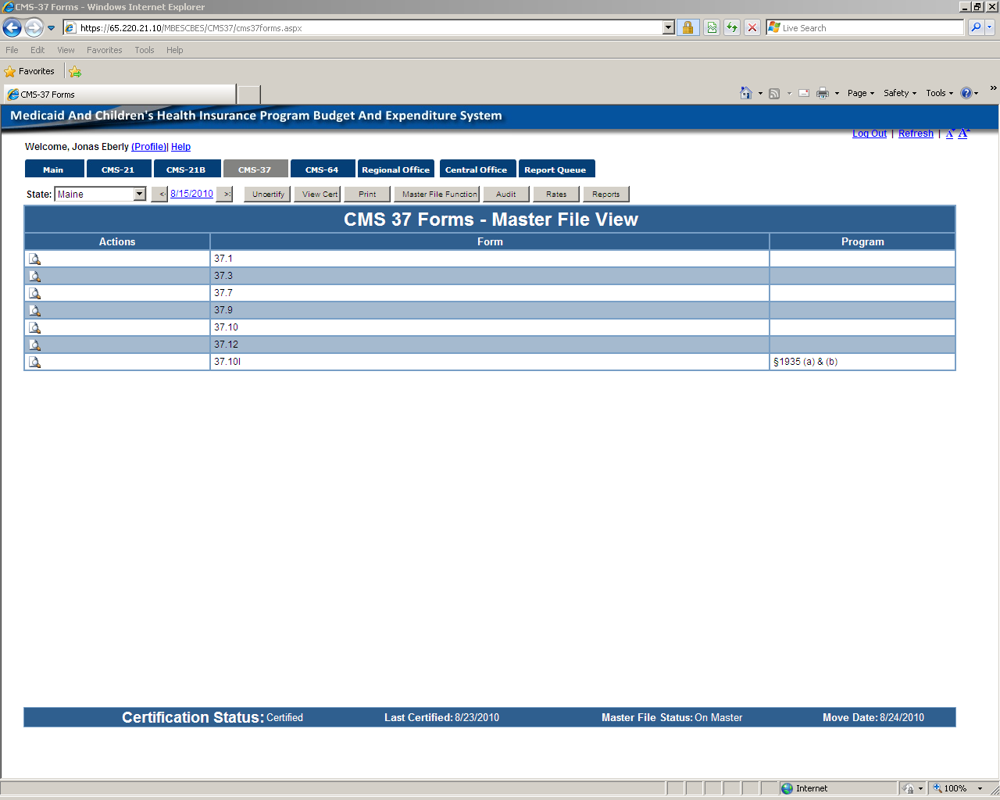 CMS-37 Forms - Windows Internet Explorer
https://65.220.21.10/MBESCBES/CMS37/cms37forms.aspx
Live Search
File Edit View Favorites Tools Help
Favorites
CMS-37 Forms
Page Safety Tools
Medicaid And Children's Health Insurance Program Budget And Expenditure System
Log Out | Refresh | A A
Welcome, Jonas Eberly (Profile)| Help
Main CMS-21 CMS-21B CMS-37 CMS-64 Regional Office Central Office Report Queue
State: Maine < 8/15/2010 > Uncertify View Cert Print Master File Function Audit Rates Reports
CMS 37 Forms - Master File View
Actions Form Program
37.1
37.3
37.7
37.9
37.10
37.12
37.10I §1935 (a) & (b)
Certification Status: Certified Last Certified: 8/23/2010 Master File Status: On Master Move Date: 8/24/2010
Internet 100%